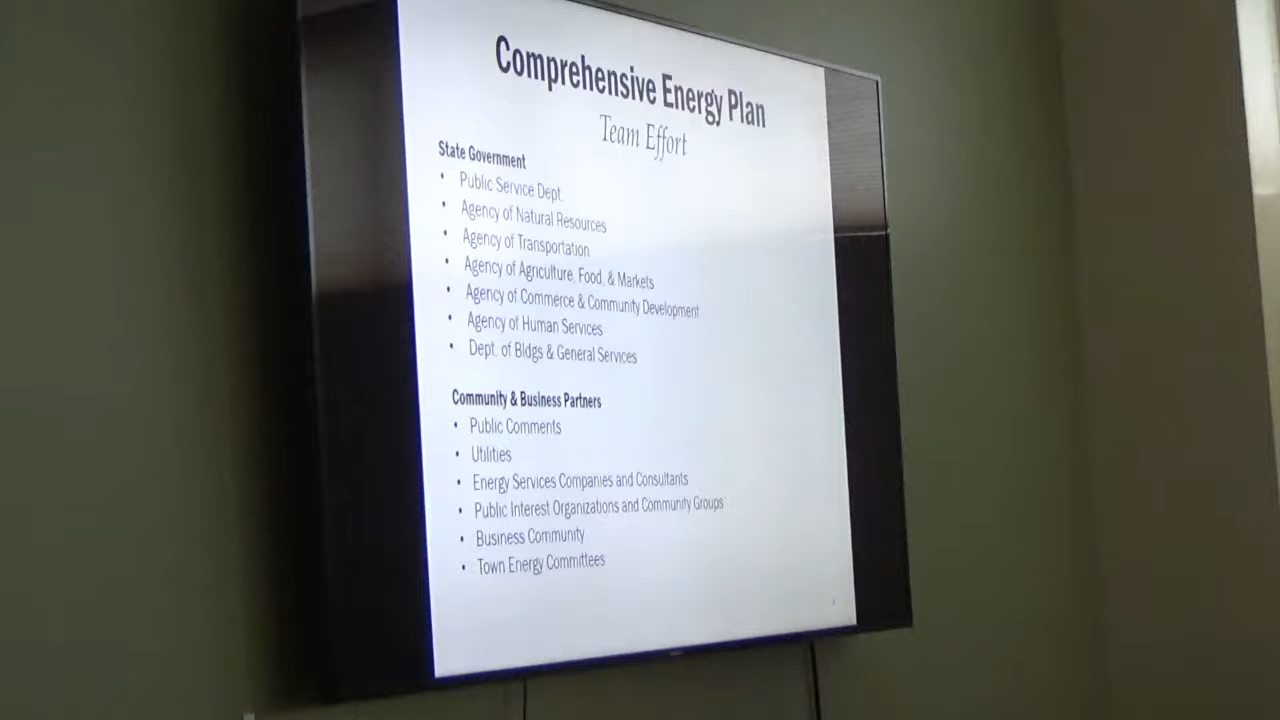 Comprehensive Energy Plan
Team Effort
State Government
• Public Service Dept.
• Agency of Natural Resources
• Agency of Transportation
• Agency of Agriculture, Food, & Markets
• Agency of Commerce & Community Development
• Agency of Human Services
• Dept. of Bldgs & General Services
Community & Business Partners
• Public Comments
• Utilities
• Energy Services Companies and Consultants
• Public Interest Organizations and Community Groups
• Business Community
• Town Energy Committees